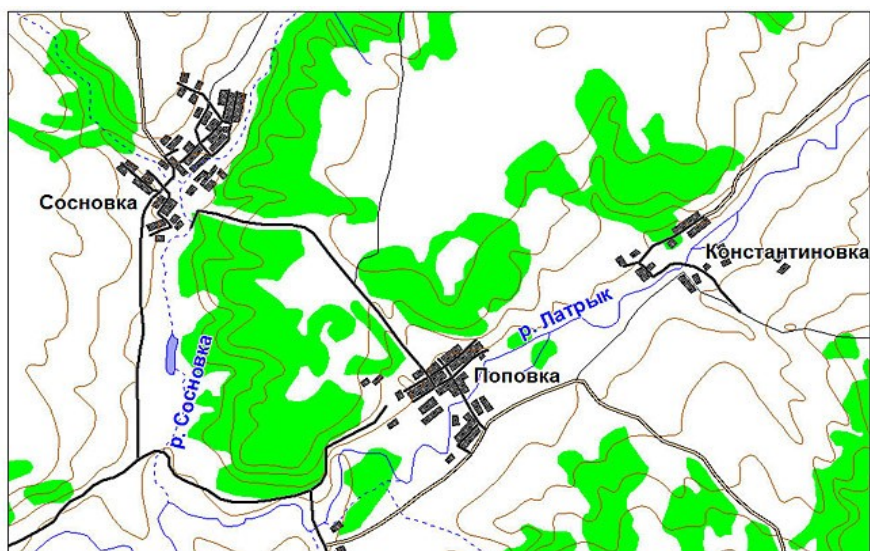 Сосновка
Константиновка
р. Латрык
Поповка
р. Сосновка